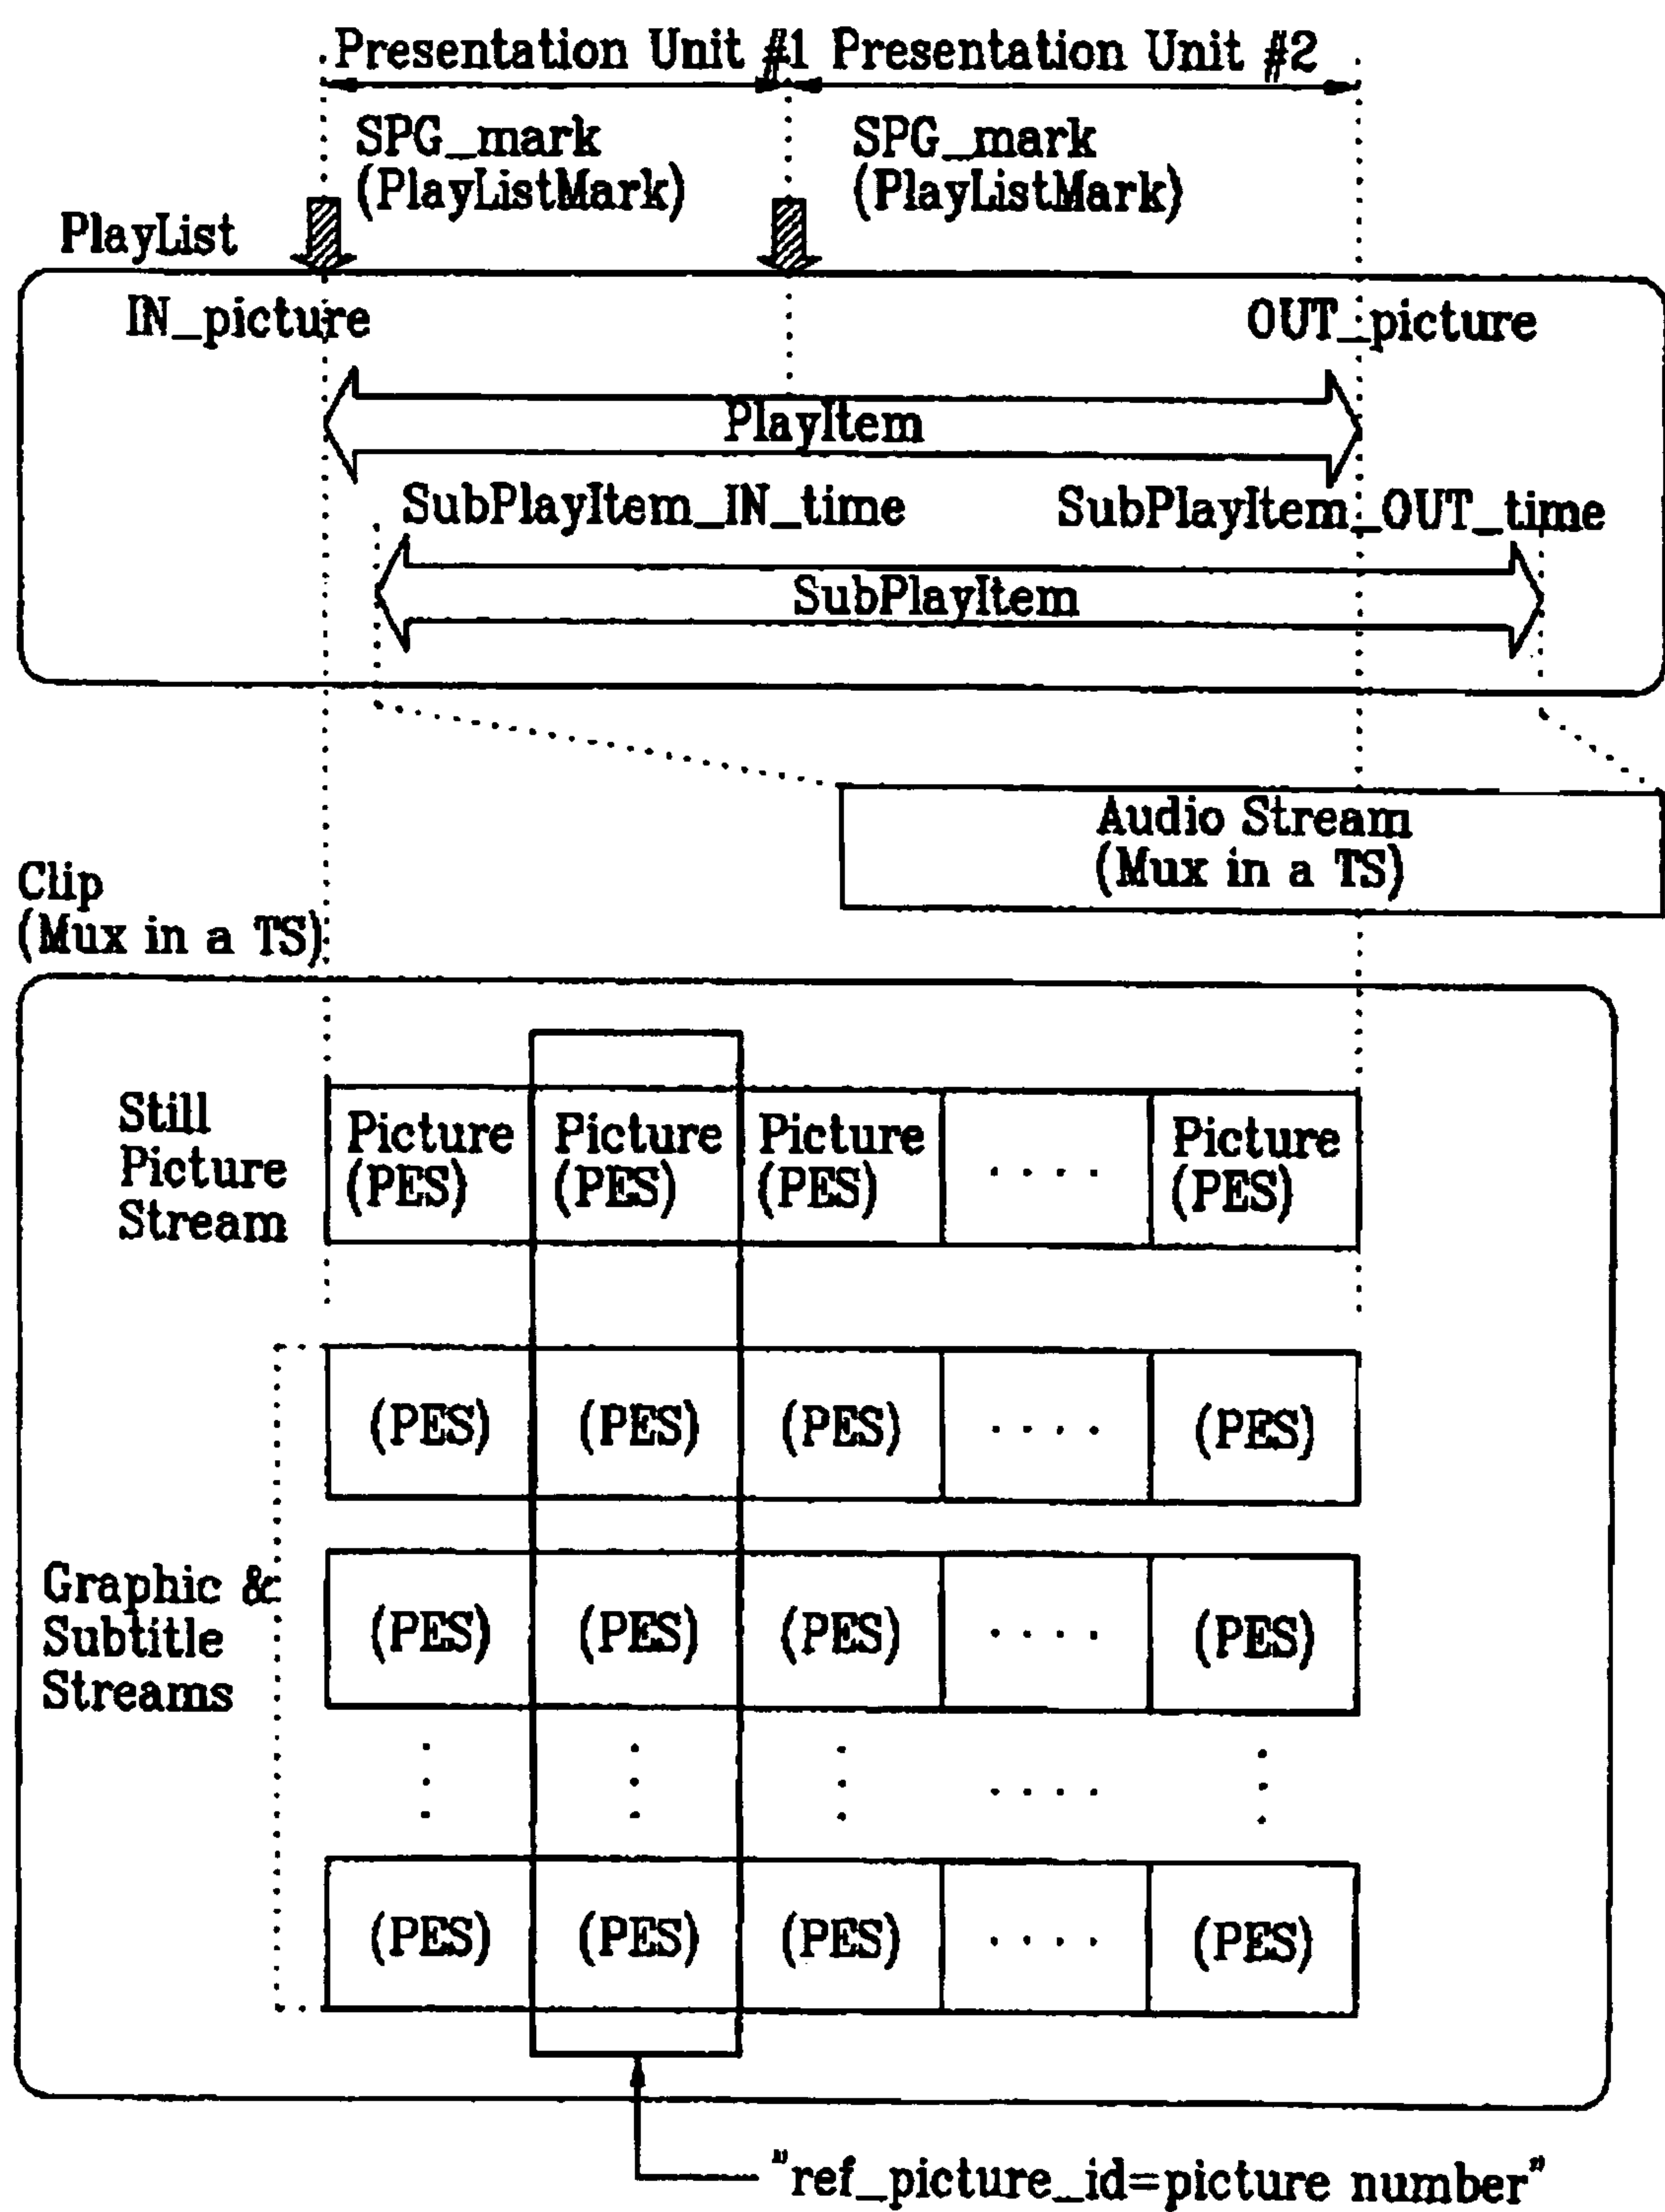 Presentation Unit #1 Presentation Unit #2
SPG_mark
(PlayListMark)
SPG_mark
(PlayListMark)
PlayList
IN_picture
OUT_picture
PlayItem
SubPlayItem_IN_time
SubPlayItem_OUT_time
SubPlayItem
Audio Stream
(Mux in a TS)
Clip
(Mux in a TS)
Still
Picture
Stream
Picture
(PES)
Picture
(PES)
Picture
(PES)
. . . .
Picture
(PES)
(PES) (PES) (PES) . . . . (PES)
Graphic &
Subtitle
Streams
(PES) (PES) (PES) . . . . (PES)
. . . .
(PES) (PES) (PES) . . . . (PES)
"ref_picture_id=picture number"